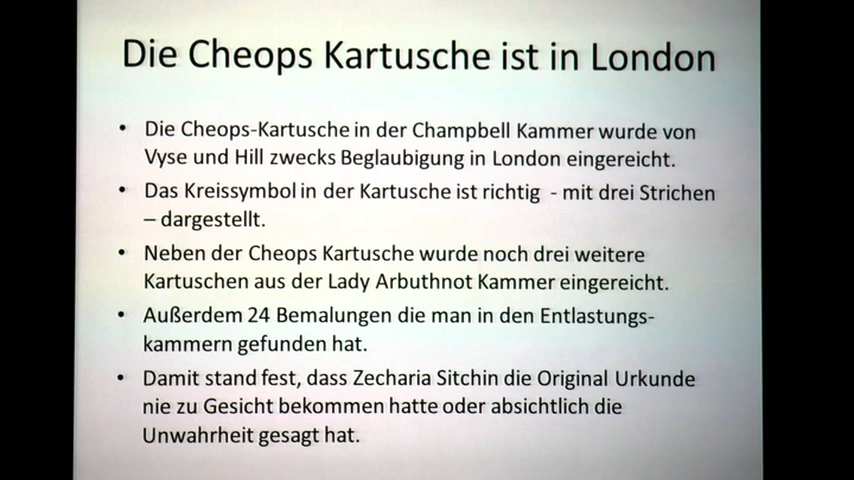 Die Cheops Kartusche ist in London
• Die Cheops-Kartusche in der Champbell Kammer wurde von
Vyse und Hill zwecks Beglaubigung in London eingereicht.
• Das Kreissymbol in der Kartusche ist richtig - mit drei Strichen
– dargestellt.
• Neben der Cheops Kartusche wurde noch drei weitere
Kartuschen aus der Lady Arbuthnot Kammer eingereicht.
• Außerdem 24 Bemalungen die man in den Entlastungs-
kammern gefunden hat.
• Damit stand fest, dass Zecharia Sitchin die Original Urkunde
nie zu Gesicht bekommen hatte oder absichtlich die
Unwahrheit gesagt hat.